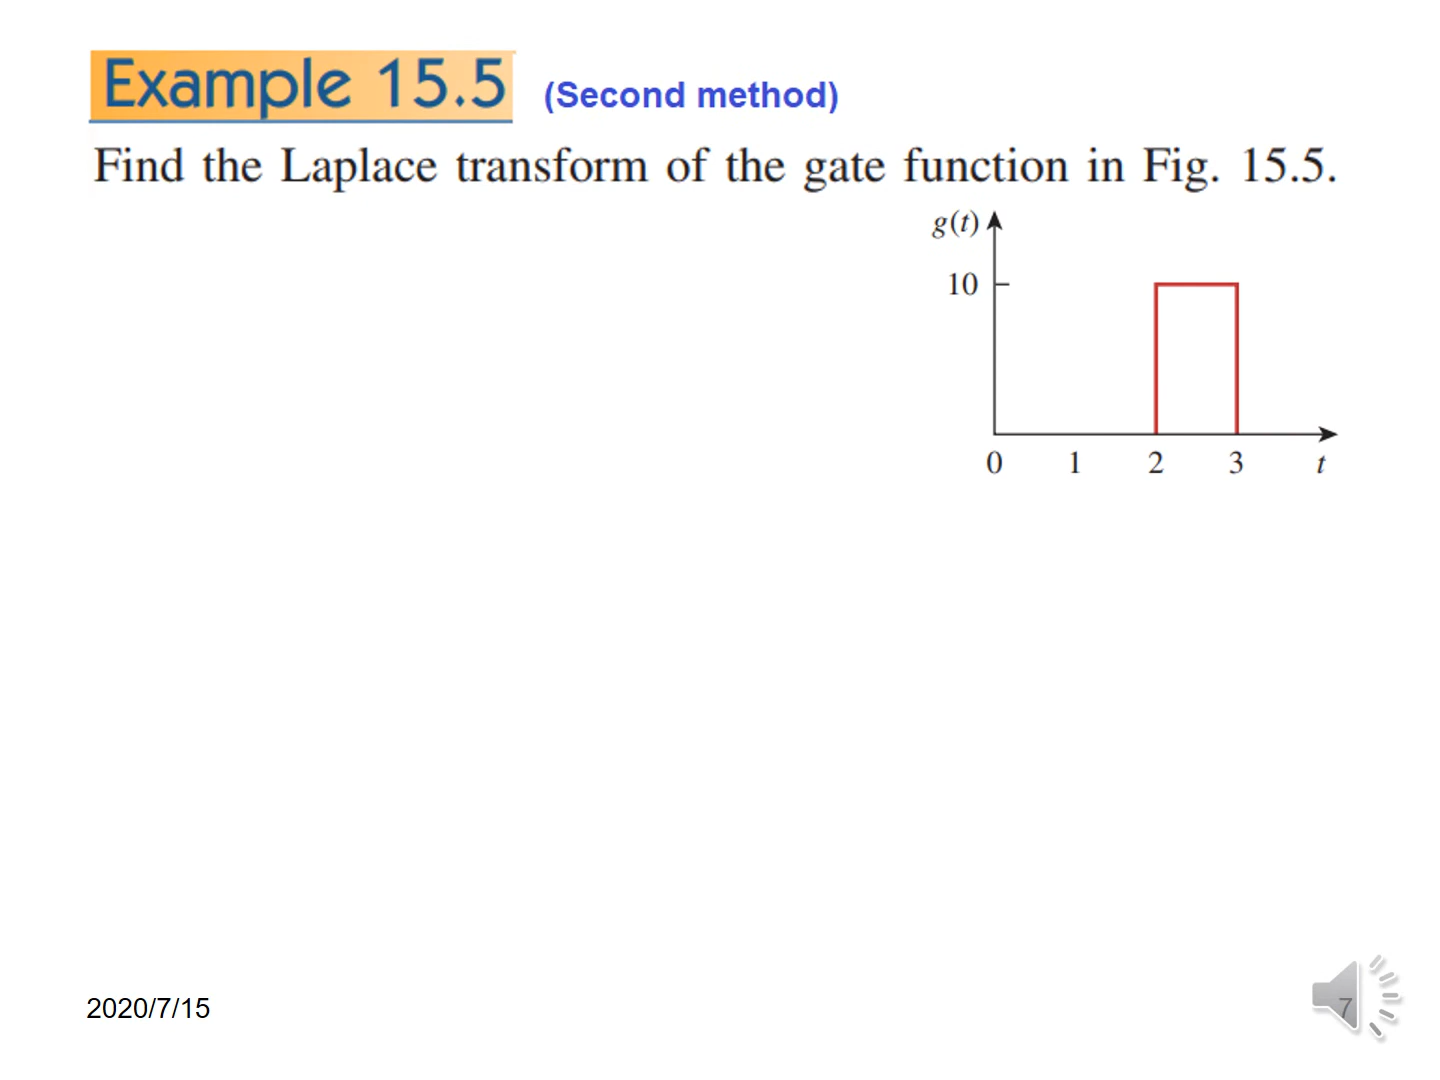 Example 15.5 (Second method)
Find the Laplace transform of the gate function in Fig. 15.5.
g(t)
10
0 1 2 3 t
2020/7/15
7